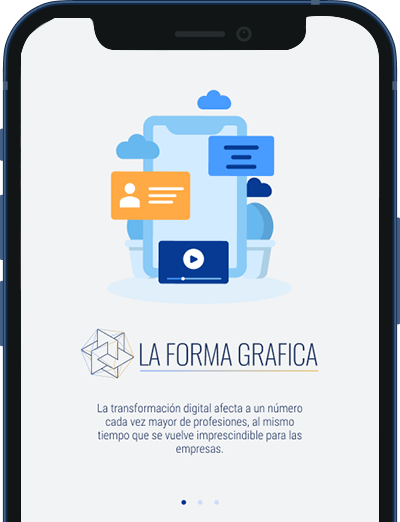 LA FORMA GRAFICA
La transformación digital afecta a un número
cada vez mayor de profesiones, al mismo
tiempo que se vuelve imprescindible para las
empresas.